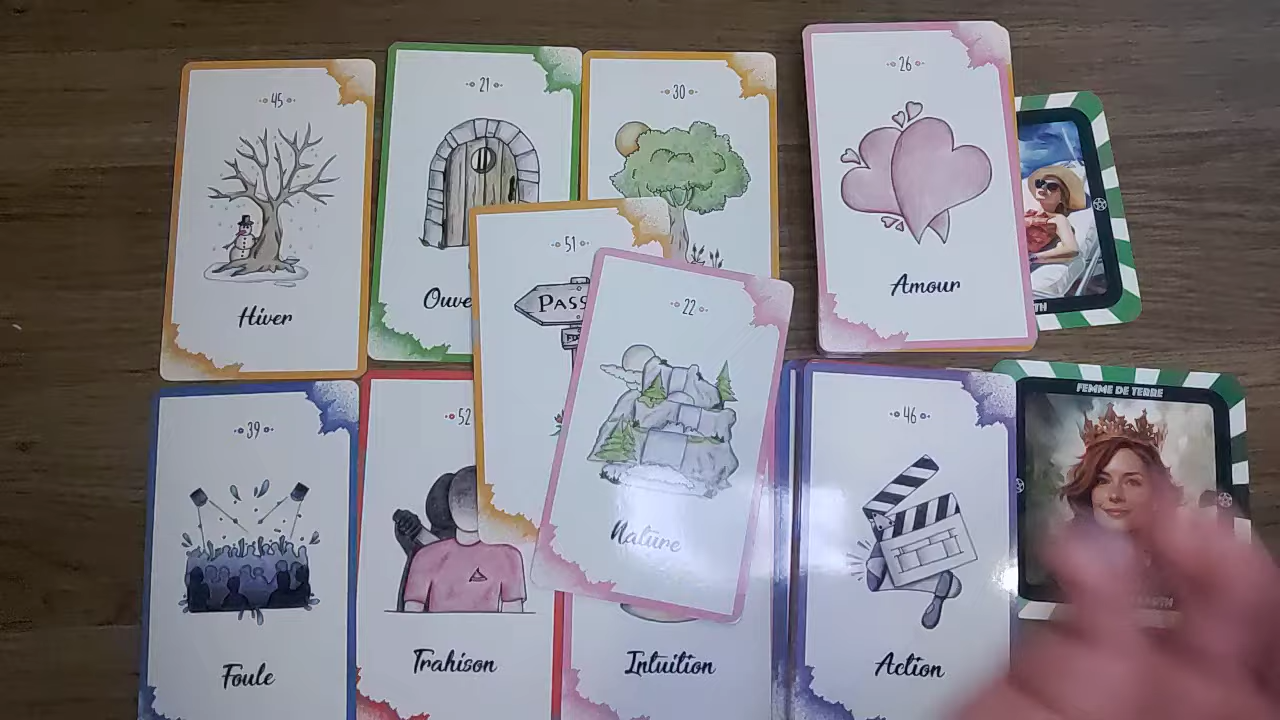 45
Hiver
21
Ouve
30
26
Amour
51
PASS
22
Nature
39
Foule
52
Trahison
Intuition
46
Action
FEMME DE TERRE